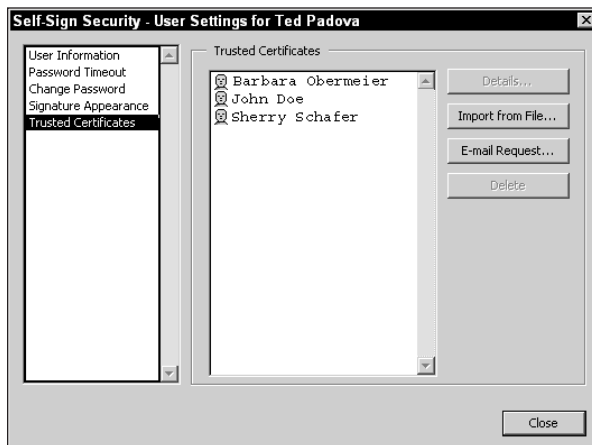 Self-Sign Security - User Settings for Ted Padova
User Information
Password Timeout
Change Password
Signature Appearance
Trusted Certificates
Trusted Certificates
Barbara Obermeier
John Doe
Sherry Schafer
Details...
Import from File...
E-mail Request...
Delete
Close